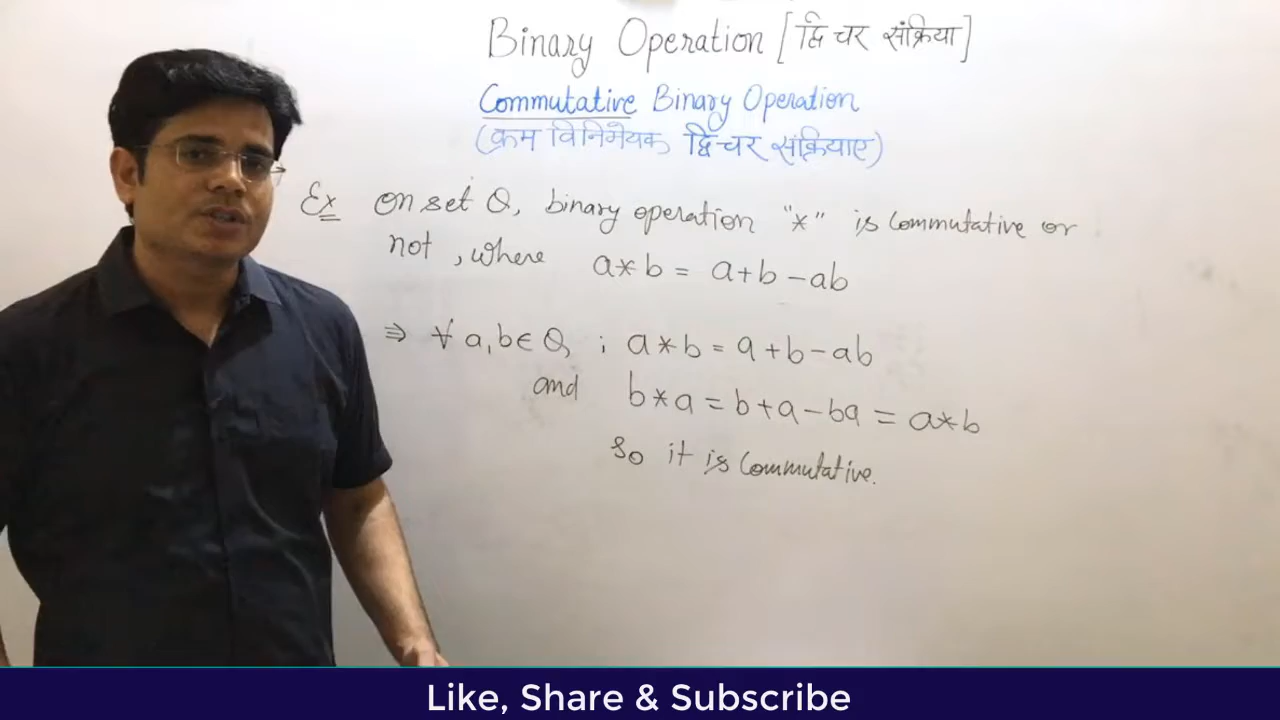 Binary Operation [द्वि चर संक्रिया]
Commutative Binary Operation
(क्रम विनिमेयक द्विचर संक्रियाए)
Ex on set Q, binary operation "*" is Commutative or
not, where a*b = a+b-ab
⇒ ∀ a,b∈Q ; a*b = a+b-ab
and b*a = b+a-ba = a*b
So it is Commutative.
Like, Share & Subscribe